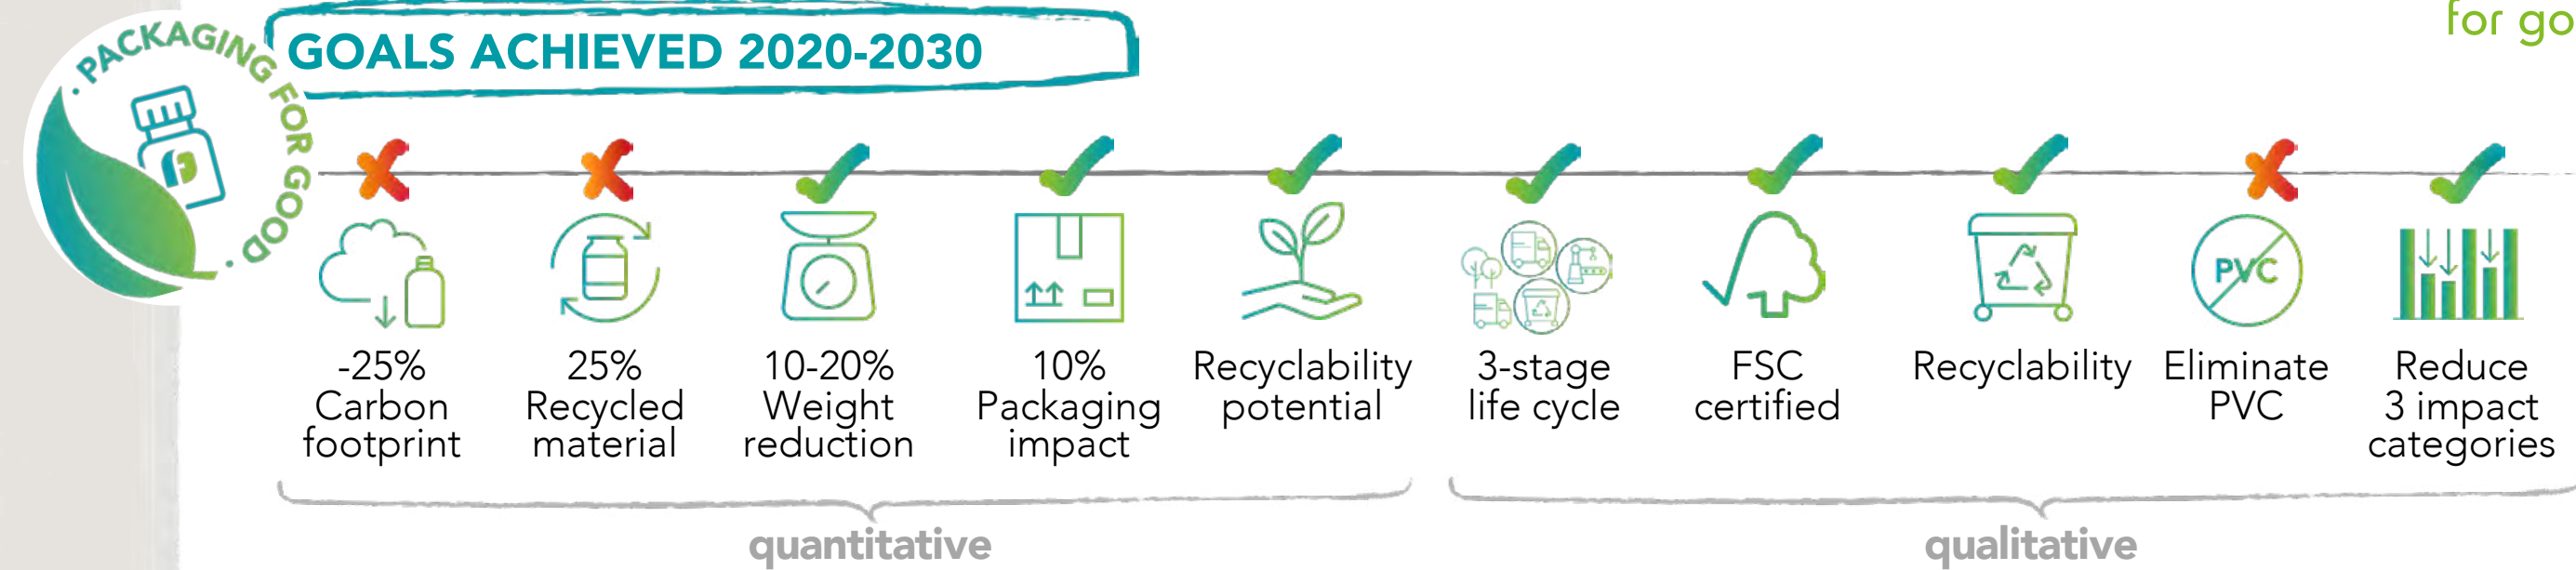 for go
· PACKAGING FOR GOOD ·
GOALS ACHIEVED 2020-2030
-25%
Carbon
footprint
25%
Recycled
material
10-20%
Weight
reduction
10%
Packaging
impact
Recyclability
potential
3-stage
life cycle
FSC
certified
Recyclability
PVC
Eliminate
PVC
Reduce
3 impact
categories
quantitative
qualitative